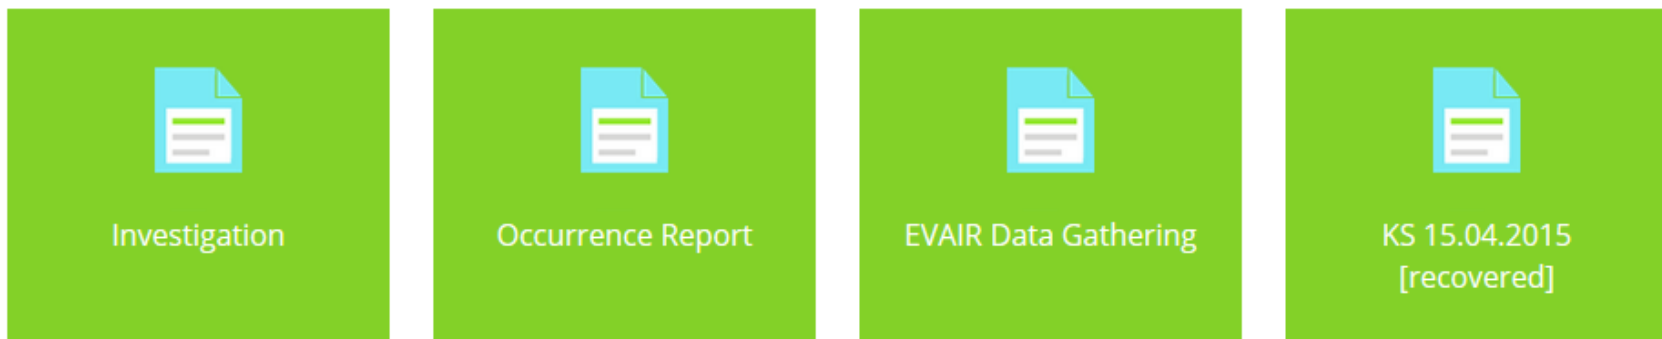 Investigation
Occurrence Report
EVAIR Data Gathering
KS 15.04.2015
[recovered]